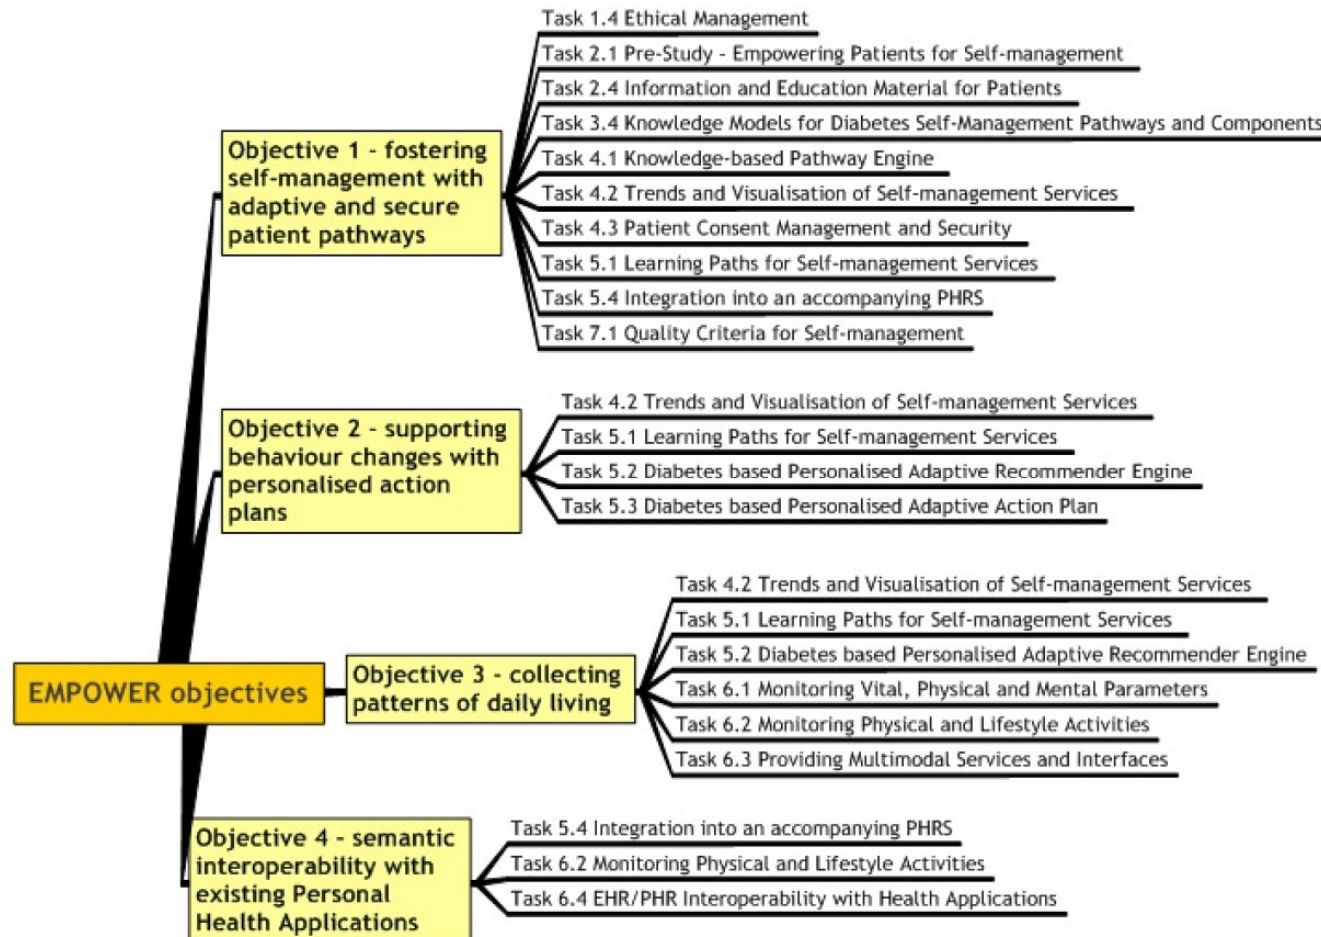 Task 1.4 Ethical Management
Task 2.1 Pre-Study - Empowering Patients for Self-management
Task 2.4 Information and Education Material for Patients
Task 3.4 Knowledge Models for Diabetes Self-Management Pathways and Components
Task 4.1 Knowledge-based Pathway Engine
Task 4.2 Trends and Visualisation of Self-management Services
Task 4.3 Patient Consent Management and Security
Task 5.1 Learning Paths for Self-management Services
Task 5.4 Integration into an accompanying PHRS
Task 7.1 Quality Criteria for Self-management
Objective 1 - fostering
self-management with
adaptive and secure
patient pathways
Task 4.2 Trends and Visualisation of Self-management Services
Task 5.1 Learning Paths for Self-management Services
Task 5.2 Diabetes based Personalised Adaptive Recommender Engine
Task 5.3 Diabetes based Personalised Adaptive Action Plan
Objective 2 - supporting
behaviour changes with
personalised action
plans
Task 4.2 Trends and Visualisation of Self-management Services
Task 5.1 Learning Paths for Self-management Services
Task 5.2 Diabetes based Personalised Adaptive Recommender Engine
Task 6.1 Monitoring Vital, Physical and Mental Parameters
Task 6.2 Monitoring Physical and Lifestyle Activities
Task 6.3 Providing Multimodal Services and Interfaces
Objective 3 - collecting
patterns of daily living
EMPOWER objectives
Task 5.4 Integration into an accompanying PHRS
Task 6.2 Monitoring Physical and Lifestyle Activities
Task 6.4 EHR/PHR Interoperability with Health Applications
Objective 4 - semantic
interoperability with
existing Personal
Health Applications